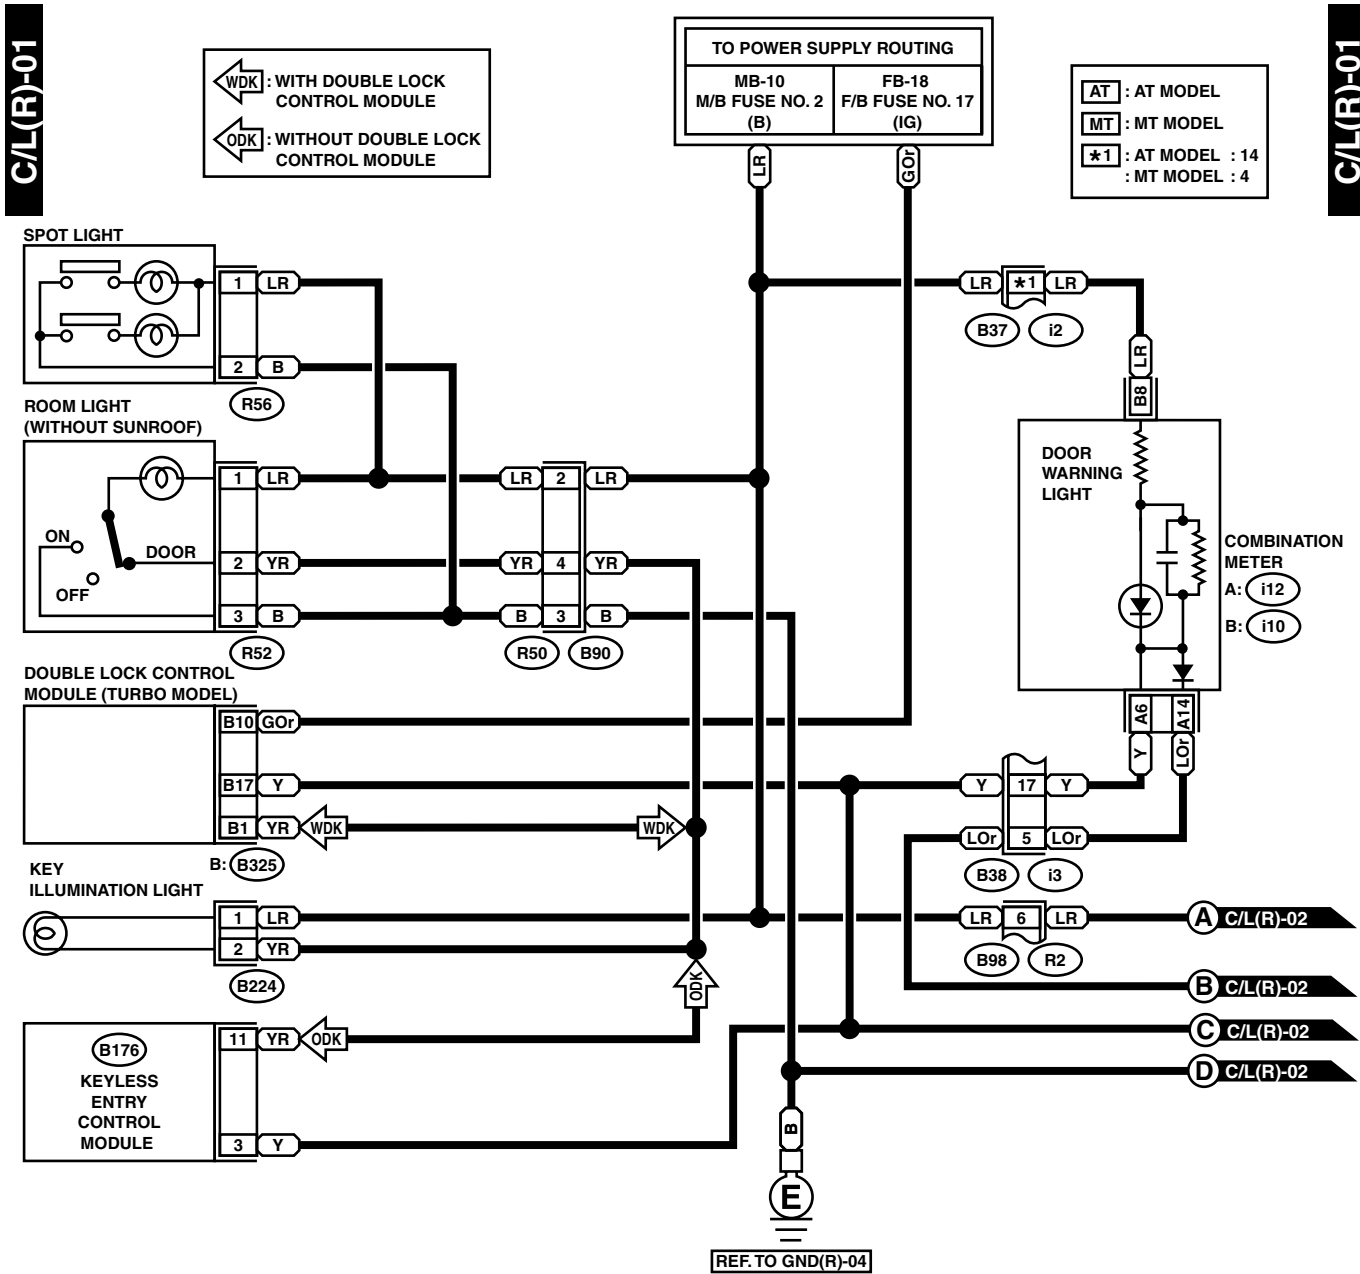 C/L(R)-01
C/L(R)-01
WDK : WITH DOUBLE LOCK
CONTROL MODULE
ODK : WITHOUT DOUBLE LOCK
CONTROL MODULE
TO POWER SUPPLY ROUTING
MB-10
M/B FUSE NO. 2
(B)
FB-18
F/B FUSE NO. 17
(IG)
AT : AT MODEL
MT : MT MODEL
*1 : AT MODEL : 14
: MT MODEL : 4
LR
GOr
SPOT LIGHT
1 LR
2 B
R56
LR *1 LR
B37 i2
LR
B8
ROOM LIGHT
(WITHOUT SUNROOF)
ON
OFF
DOOR
1 LR
2 YR
3 B
R52
LR 2 LR
YR 4 YR
B 3 B
R50 B90
DOOR
WARNING
LIGHT
COMBINATION
METER
A: i12
B: i10
A6
A14
Y
LOr
DOUBLE LOCK CONTROL
MODULE (TURBO MODEL)
B10 GOr
B17 Y
B1 YR WDK
WDK
B: B325
Y 17 Y
LOr 5 LOr
B38 i3
KEY
ILLUMINATION LIGHT
1 LR
2 YR
B224
LR 6 LR
B98 R2
A C/L(R)-02
B C/L(R)-02
C C/L(R)-02
D C/L(R)-02
ODK
B176
KEYLESS
ENTRY
CONTROL
MODULE
11 YR ODK
3 Y
B
E
REF. TO GND(R)-04